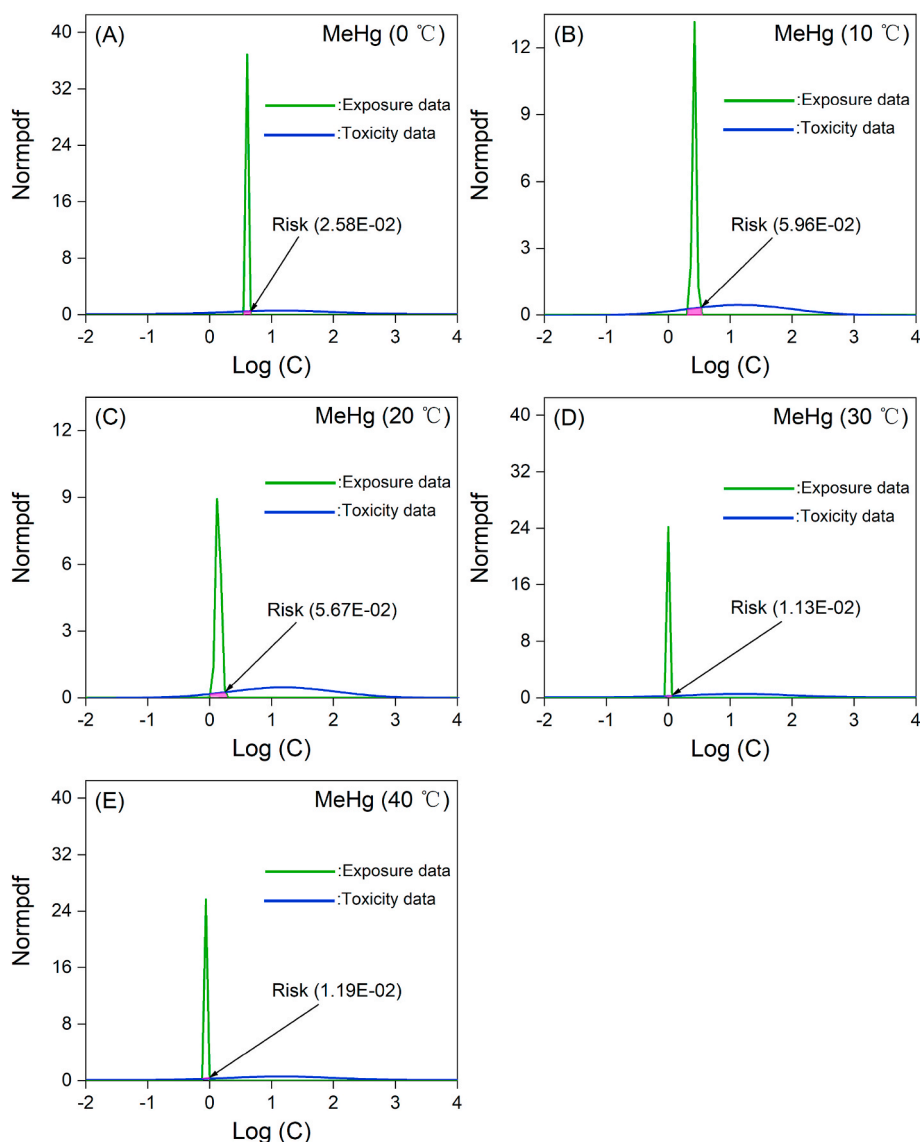 (A) MeHg (0 ℃)
40
32
24
16
8
0
Normpdf
:Exposure data
:Toxicity data
Risk (2.58E-02)
-2 -1 0 1 2 3 4
Log (C)
(B) MeHg (10 ℃)
12
9
6
3
0
Normpdf
:Exposure data
:Toxicity data
Risk (5.96E-02)
-2 -1 0 1 2 3 4
Log (C)
(C) MeHg (20 ℃)
12
9
6
3
0
Normpdf
:Exposure data
:Toxicity data
Risk (5.67E-02)
-2 -1 0 1 2 3 4
Log (C)
(D) MeHg (30 ℃)
40
32
24
16
8
0
Normpdf
:Exposure data
:Toxicity data
Risk (1.13E-02)
-2 -1 0 1 2 3 4
Log (C)
(E) MeHg (40 ℃)
40
32
24
16
8
0
Normpdf
:Exposure data
:Toxicity data
Risk (1.19E-02)
-2 -1 0 1 2 3 4
Log (C)